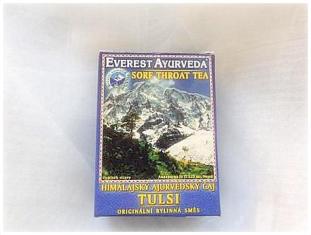 EVEREST AYURVEDA
SORE THROAT TEA
HIMALÁJSKÝ AJURVÉDSKÝ ČAJ
TULSI
ORIGINÁLNÍ BYLINNÁ SMĚS